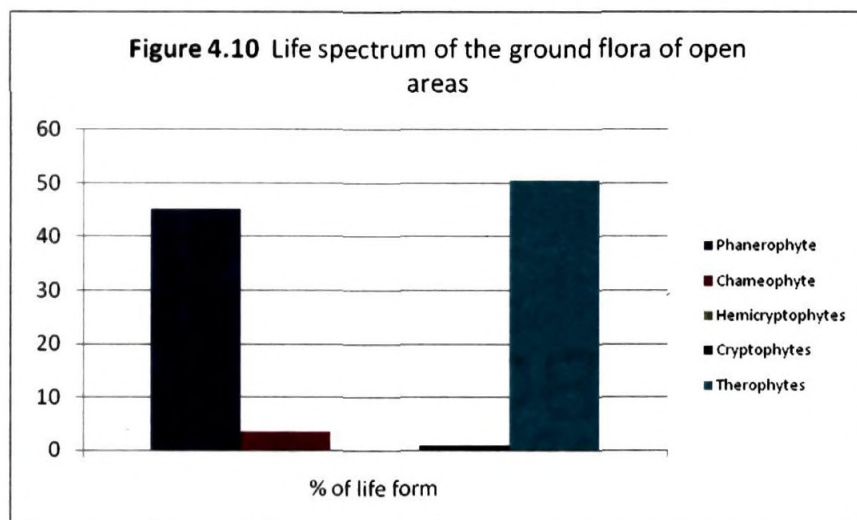 Figure 4.10 Life spectrum of the ground flora of open
areas
60
50
40
30
20
10
0
% of life form
Phanerophyte
Chameophyte
Hemicryptophytes
Cryptophytes
Therophytes